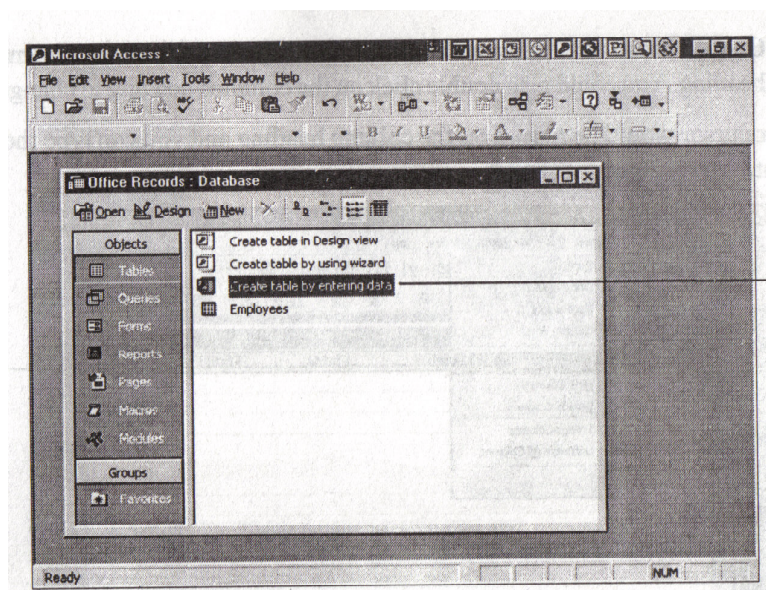 Microsoft Access
File Edit View Insert Tools Window Help
B I U
Office Records : Database
Open Design New
Objects
Tables
Queries
Forms
Reports
Pages
Macros
Modules
Groups
Favorites
Create table in Design view
Create table by using wizard
Create table by entering data
Employees
Ready
NUM